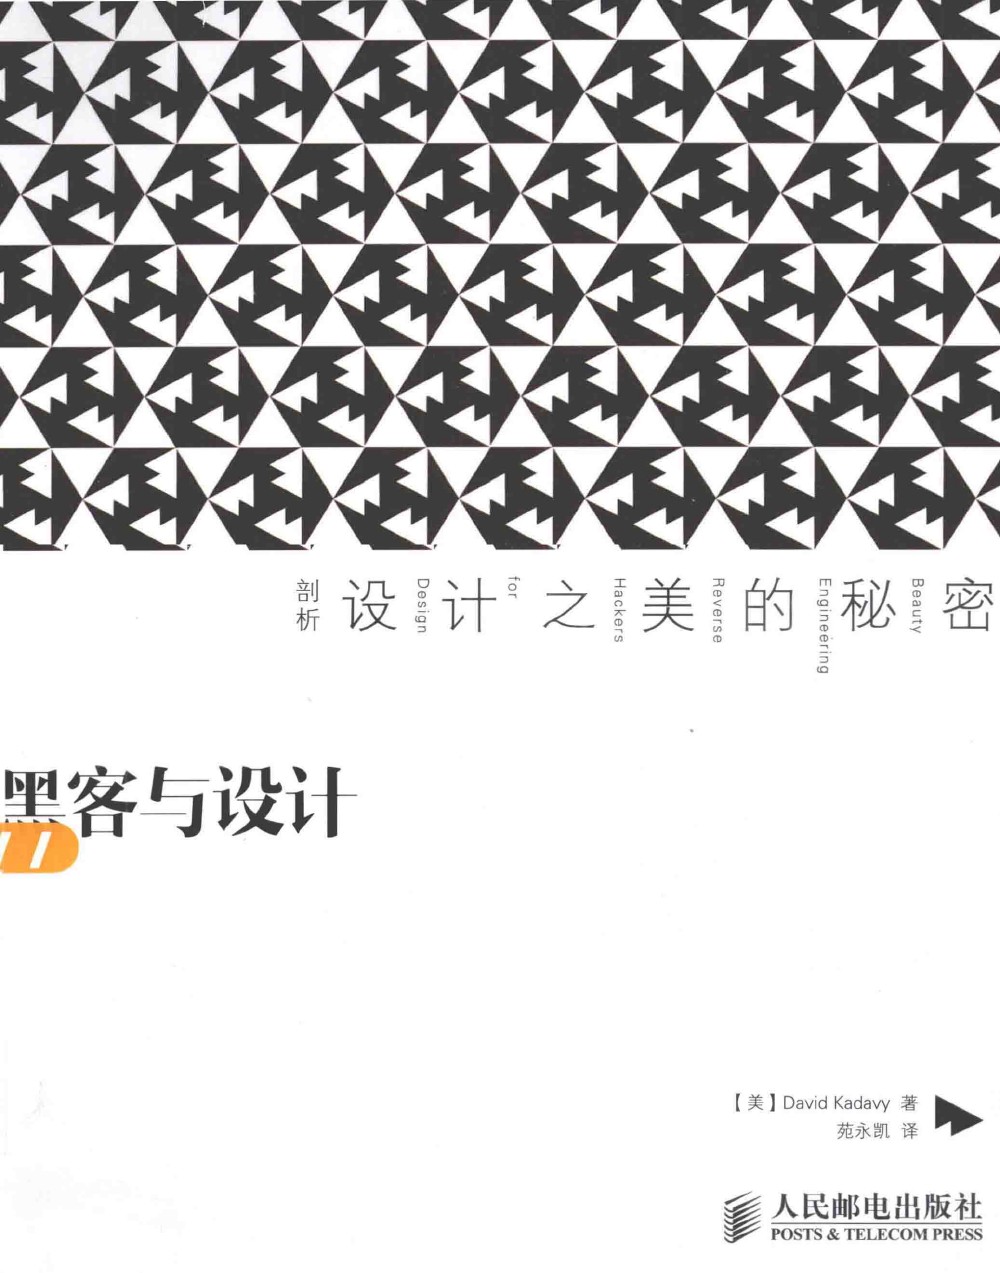 剖析设计之美的秘密
Design for Hackers Reverse Engineering Beauty
黑客与设计
【美】David Kadavy 著
苑永凯 译
人民邮电出版社
POSTS & TELECOM PRESS